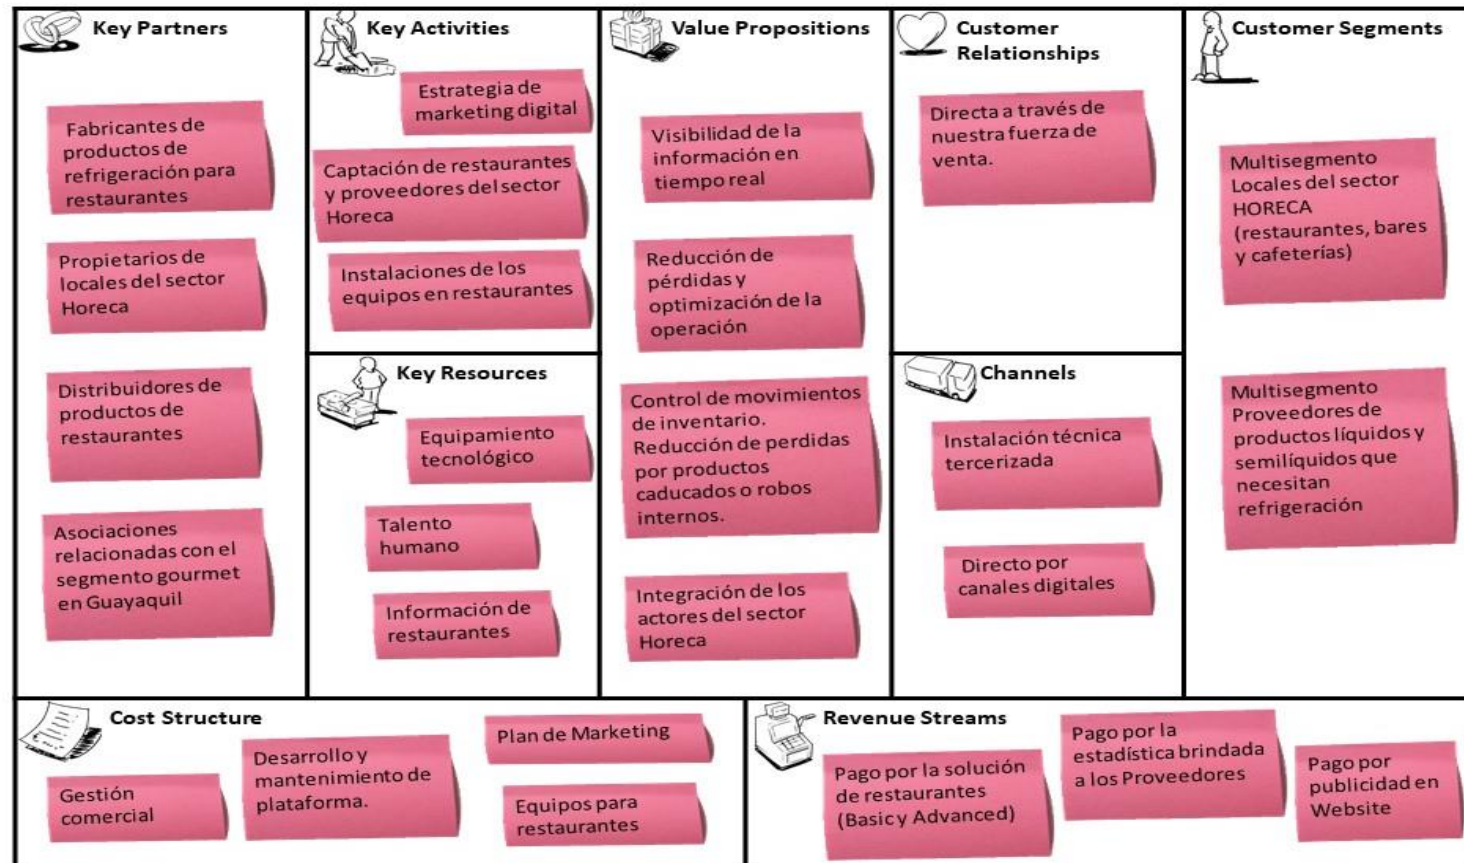 Key Partners
Fabricantes de
productos de
refrigeración para
restaurantes
Propietarios de
locales del sector
Horeca
Distribuidores de
productos de
restaurantes
Asociaciones
relacionadas con el
segmento gourmet
en Guayaquil
Key Activities
Estrategia de
marketing digital
Captación de restaurantes
y proveedores del sector
Horeca
Instalaciones de los
equipos en restaurantes
Key Resources
Equipamiento
tecnológico
Talento
humano
Información de
restaurantes
Value Propositions
Visibilidad de la
información en
tiempo real
Reducción de
pérdidas y
optimización de la
operación
Control de movimientos
de inventario.
Reducción de perdidas
por productos
caducados o robos
internos.
Integración de los
actores del sector
Horeca
Customer
Relationships
Directa a través de
nuestra fuerza de
venta.
Channels
Instalación técnica
tercerizada
Directo por
canales digitales
Customer Segments
Multisegmento
Locales del sector
HORECA
(restaurantes, bares
y cafeterías)
Multisegmento
Proveedores de
productos líquidos y
semilíquidos que
necesitan
refrigeración
Cost Structure
Gestión
comercial
Desarrollo y
mantenimiento de
plataforma.
Plan de Marketing
Equipos para
restaurantes
Revenue Streams
Pago por la solución
de restaurantes
(Basic y Advanced)
Pago por la
estadística brindada
a los Proveedores
Pago por
publicidad en
Website